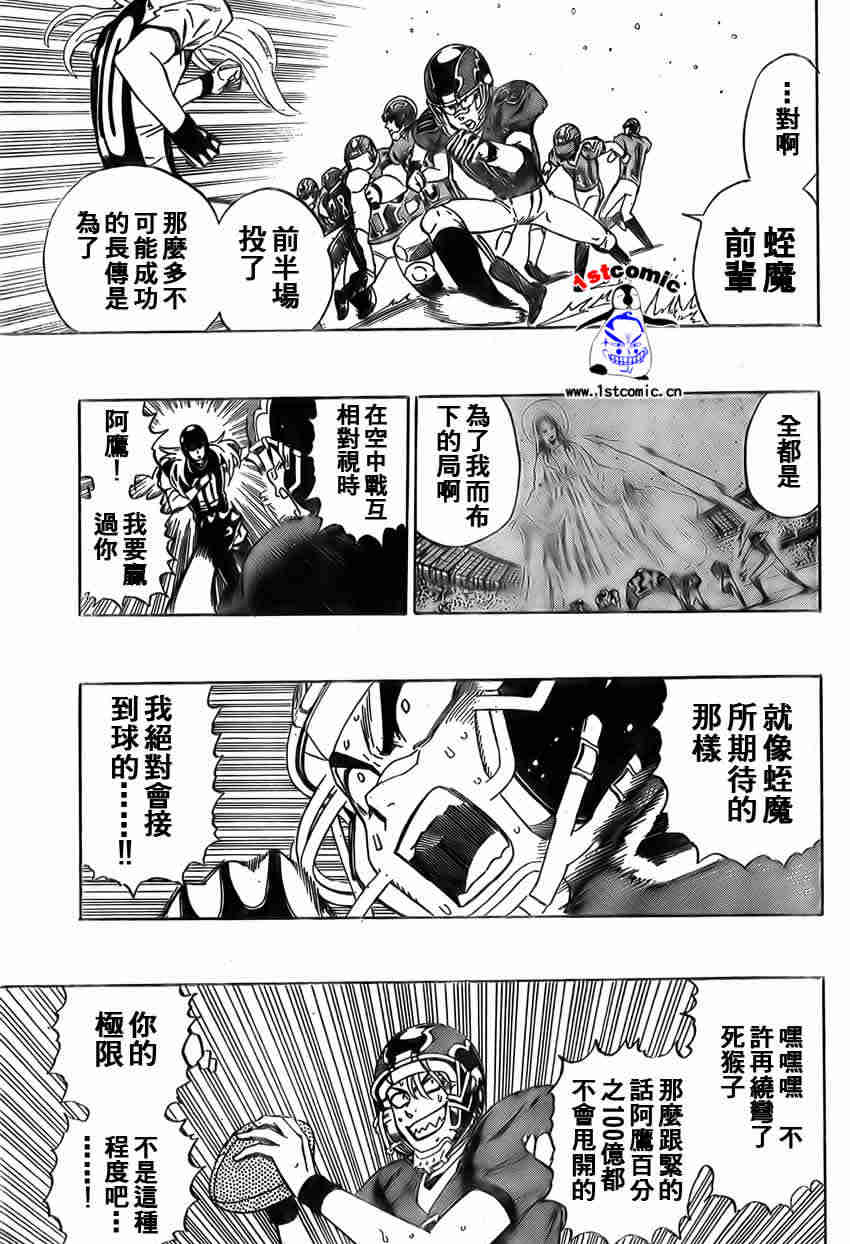 …對啊
蛭魔
前輩
前半場
投了
那麼多不
可能成功
的長傳是
為了
1stcomic
www.1stcomic.cn
全都是
為了我而布
下的局啊
在空中戰互
相對視時
阿鷹！
我要贏
過你
就像蛭魔
所期待的
那樣
我絕對會接
到球的……!!
嘿嘿嘿 不
許再繞彎了
死猴子
那麼跟緊的
話阿鷹百分
之100億都
不會甩開的
你的
極限
不是這種
程度吧…
……！